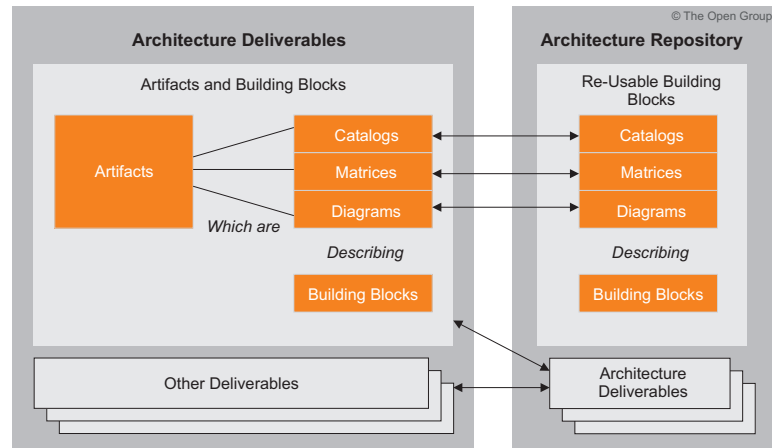 © The Open Group
Architecture Deliverables
Artifacts and Building Blocks
Artifacts
Which are
Catalogs
Matrices
Diagrams
Describing
Building Blocks
Other Deliverables
Architecture Repository
Re-Usable Building
Blocks
Catalogs
Matrices
Diagrams
Describing
Building Blocks
Architecture
Deliverables